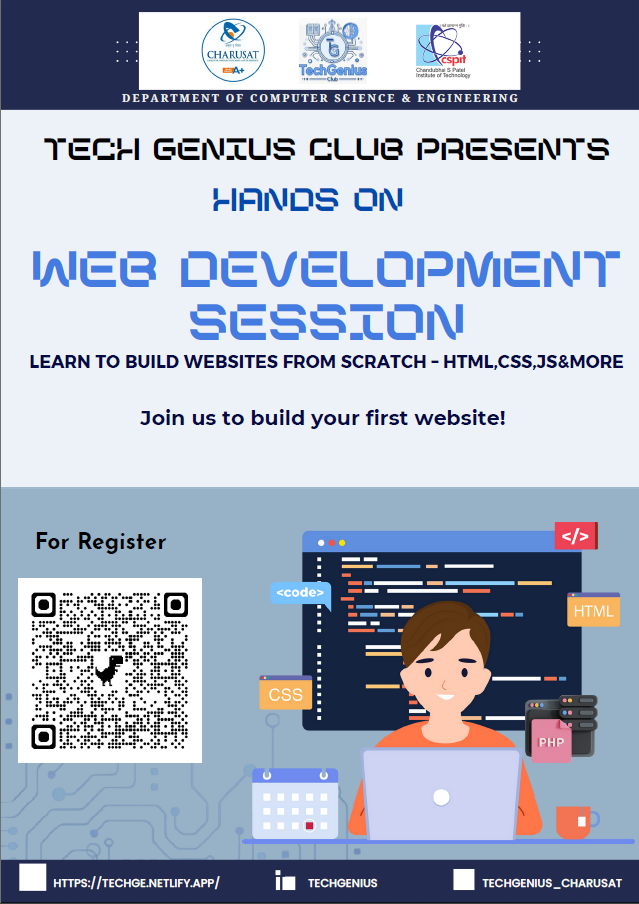 CHARUSAT
A+
TechGenius
Club
cspit
Chandubhai S Patel
Institute of Technology
DEPARTMENT OF COMPUTER SCIENCE & ENGINEERING
TECH GENIUS CLUB PRESENTS
HANDS ON
WEB DEVELOPMENT
SESSION
LEARN TO BUILD WEBSITES FROM SCRATCH – HTML,CSS,JS&MORE
Join us to build your first website!
For Register
</>
<code>
HTML
CSS
PHP
HTTPS://TECHGE.NETLIFY.APP/
in
TECHGENIUS
TECHGENIUS_CHARUSAT